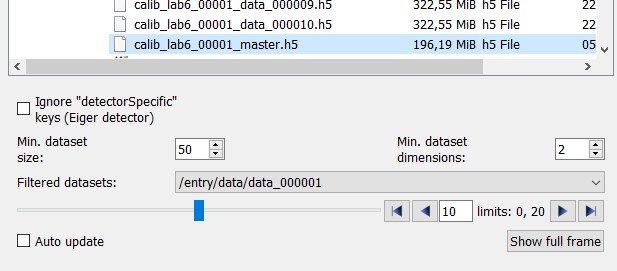 calib_lab6_00001_data_000009.h5 322,55 MiB h5 File 22
calib_lab6_00001_data_000010.h5 322,55 MiB h5 File 22
calib_lab6_00001_master.h5 196,19 MiB h5 File 05
Ignore "detectorSpecific"
keys (Eiger detector)
Min. dataset
size: 50
Min. dataset
dimensions: 2
Filtered datasets: /entry/data/data_000001
10 limits: 0, 20
Auto update Show full frame